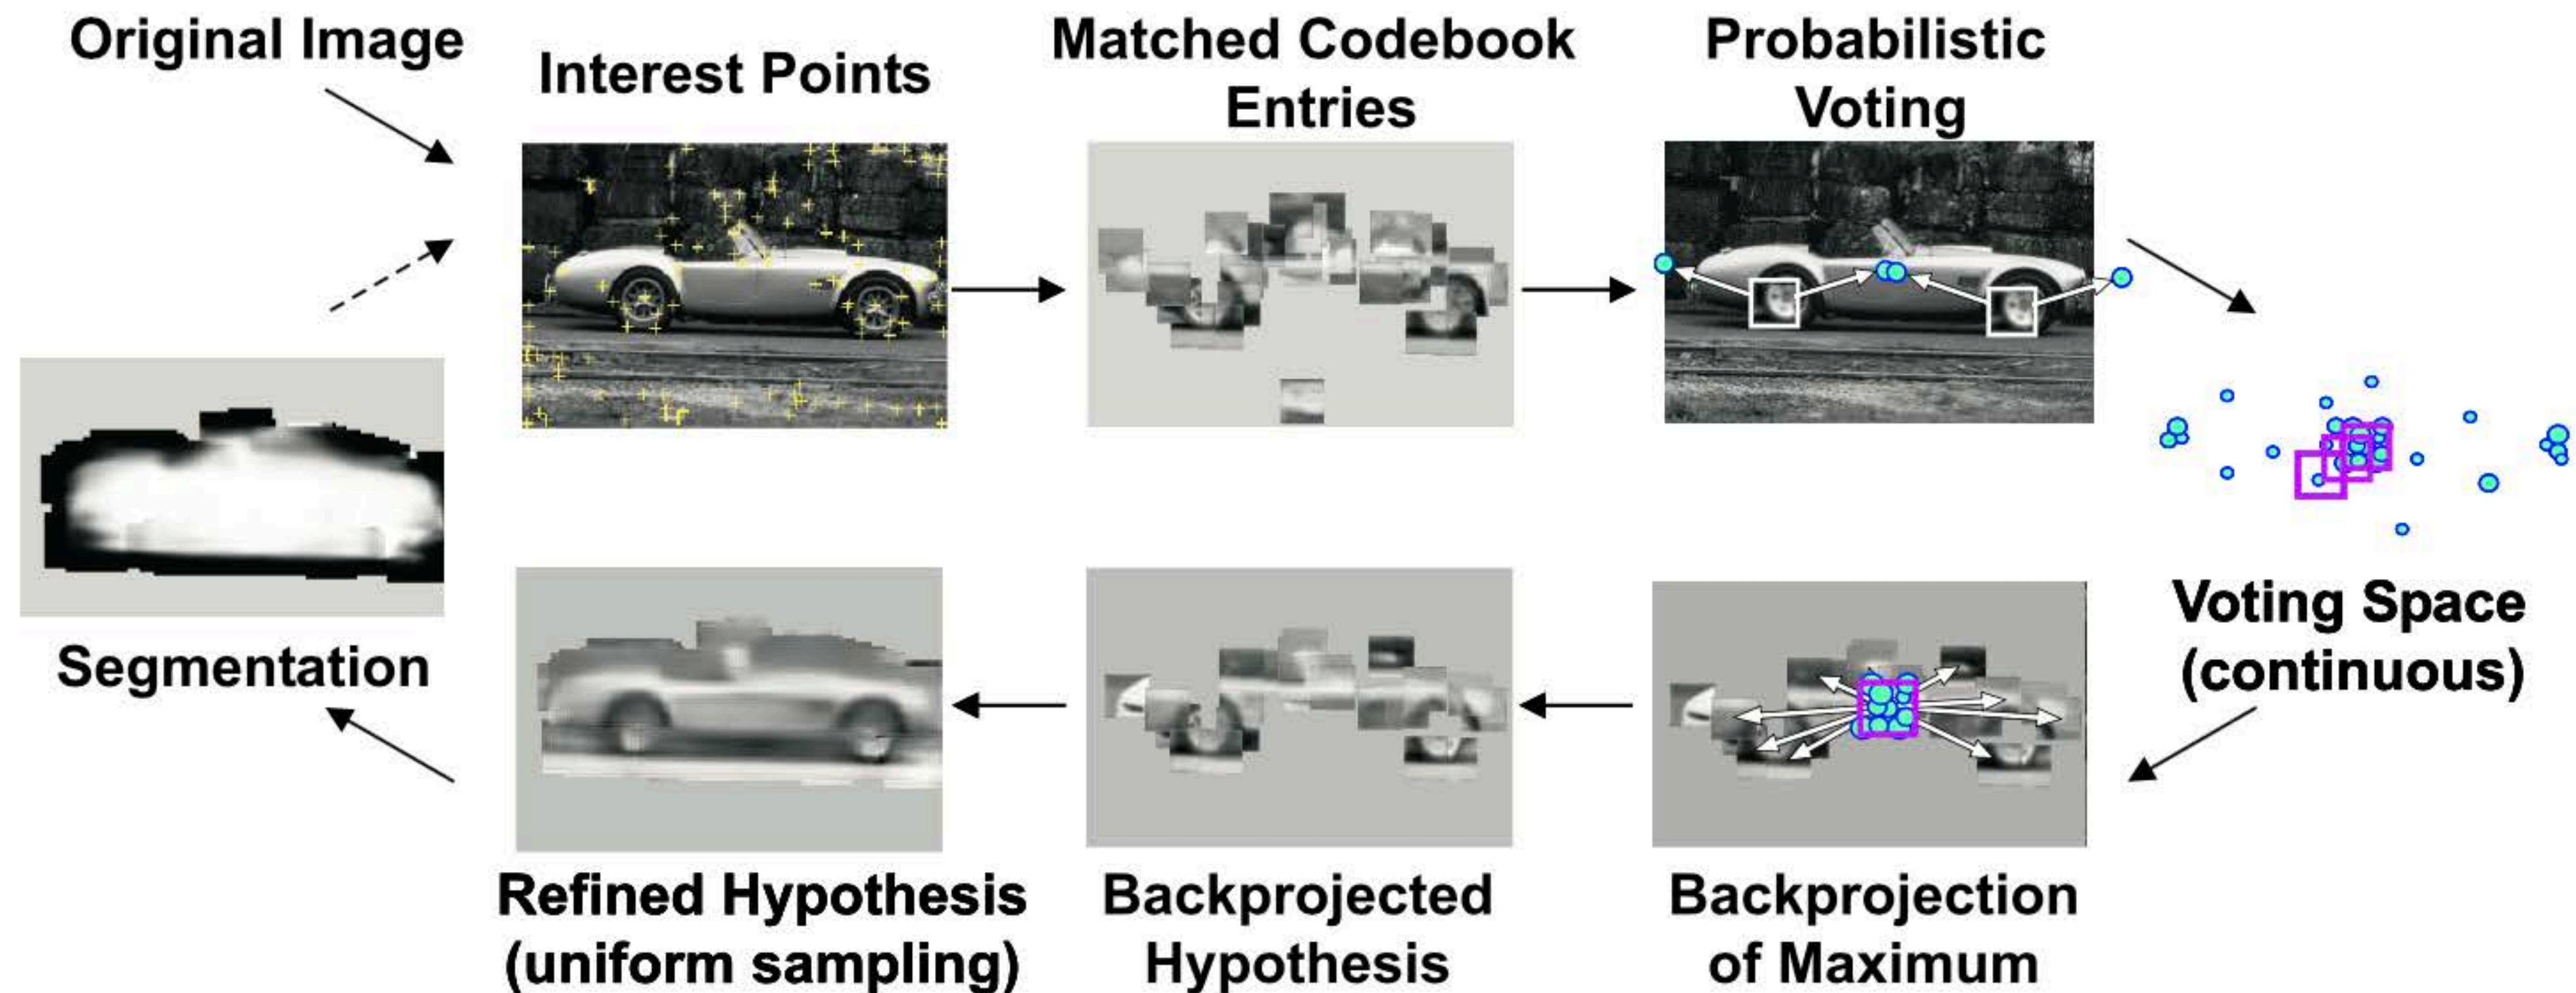 Original Image
Interest Points
Matched Codebook
Entries
Probabilistic
Voting
Voting Space
(continuous)
Segmentation
Refined Hypothesis
(uniform sampling)
Backprojected
Hypothesis
Backprojection
of Maximum